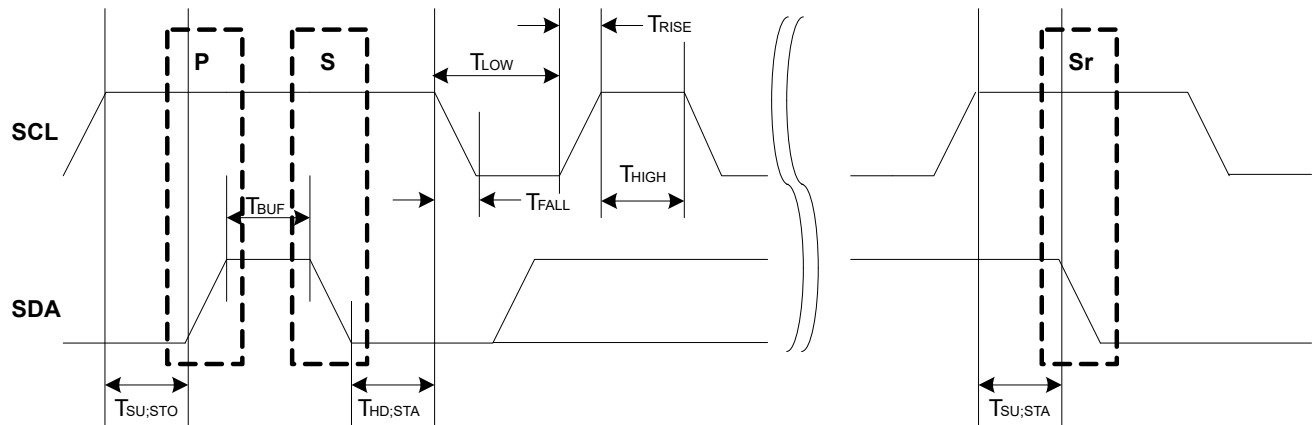 TRISE
P
S
TLOW
Sr
SCL
THIGH
TBUF
TFALL
SDA
TSU;STO
THD;STA
TSU;STA